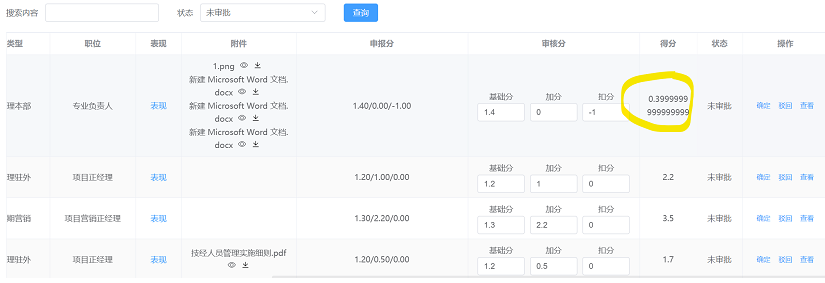 搜索内容 状态 未审批 查询
类型 职位 表现 附件 申报分 审核分 得分 状态 操作
1.png
新建 Microsoft Word 文档.
docx
新建 Microsoft Word 文档.
docx
新建 Microsoft Word 文档.
docx
理本部 专业负责人 表现 1.40/0.00/-1.00
基础分 加分 扣分
1.4 0 -1
0.3999999
999999999
未审批 确定 驳回 查看
理驻外 项目正经理 表现 1.20/1.00/0.00
基础分 加分 扣分
1.2 1 0
2.2 未审批 确定 驳回 查看
期营销 项目营销正经理 表现 1.30/2.20/0.00
基础分 加分 扣分
1.3 2.2 0
3.5 未审批 确定 驳回 查看
理驻外 项目正经理 表现
技经人员管理实施细则.pdf
1.20/0.50/0.00
基础分 加分 扣分
1.2 0.5 0
1.7 未审批 确定 驳回 查看